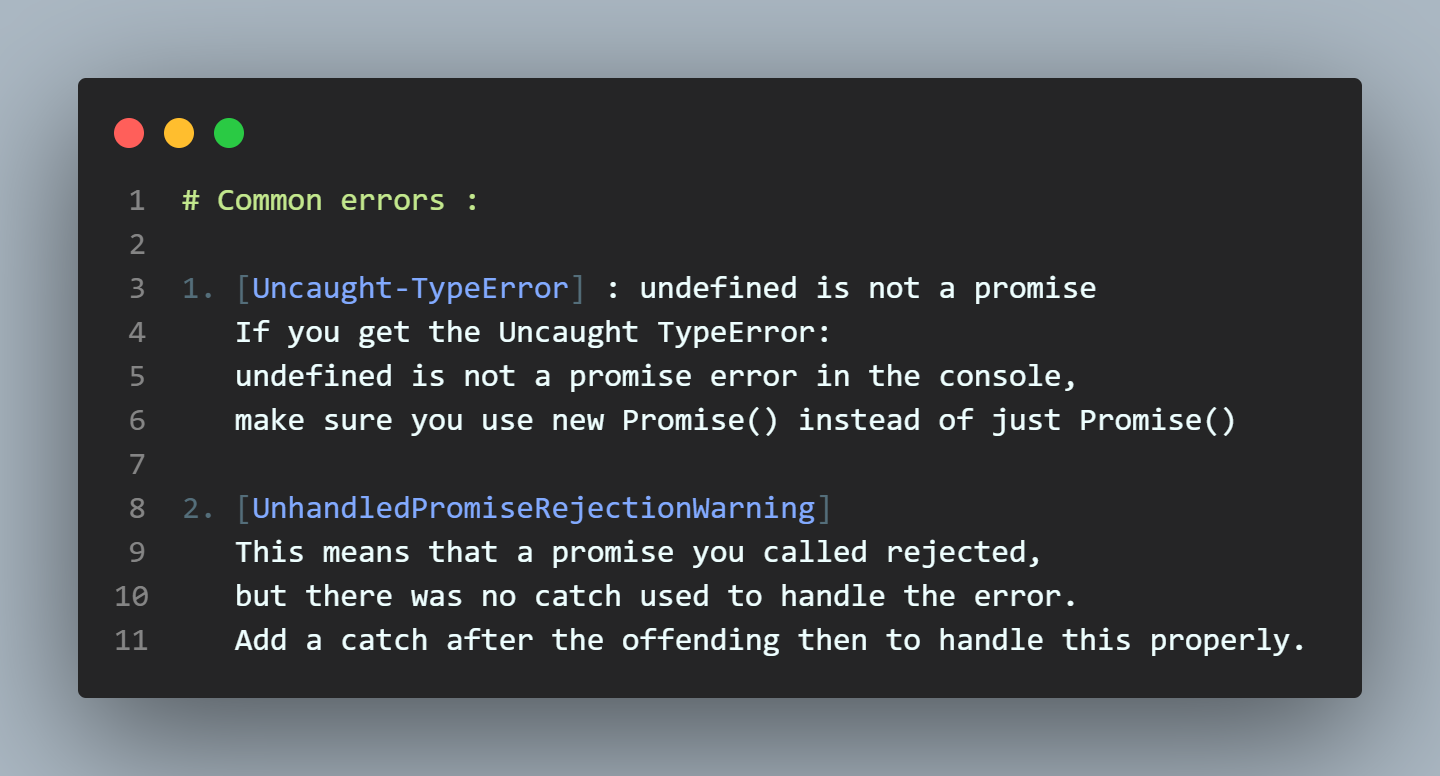 1 # Common errors :
2
3 1. [Uncaught-TypeError] : undefined is not a promise
4 If you get the Uncaught TypeError:
5 undefined is not a promise error in the console,
6 make sure you use new Promise() instead of just Promise()
7
8 2. [UnhandledPromiseRejectionWarning]
9 This means that a promise you called rejected,
10 but there was no catch used to handle the error.
11 Add a catch after the offending then to handle this properly.